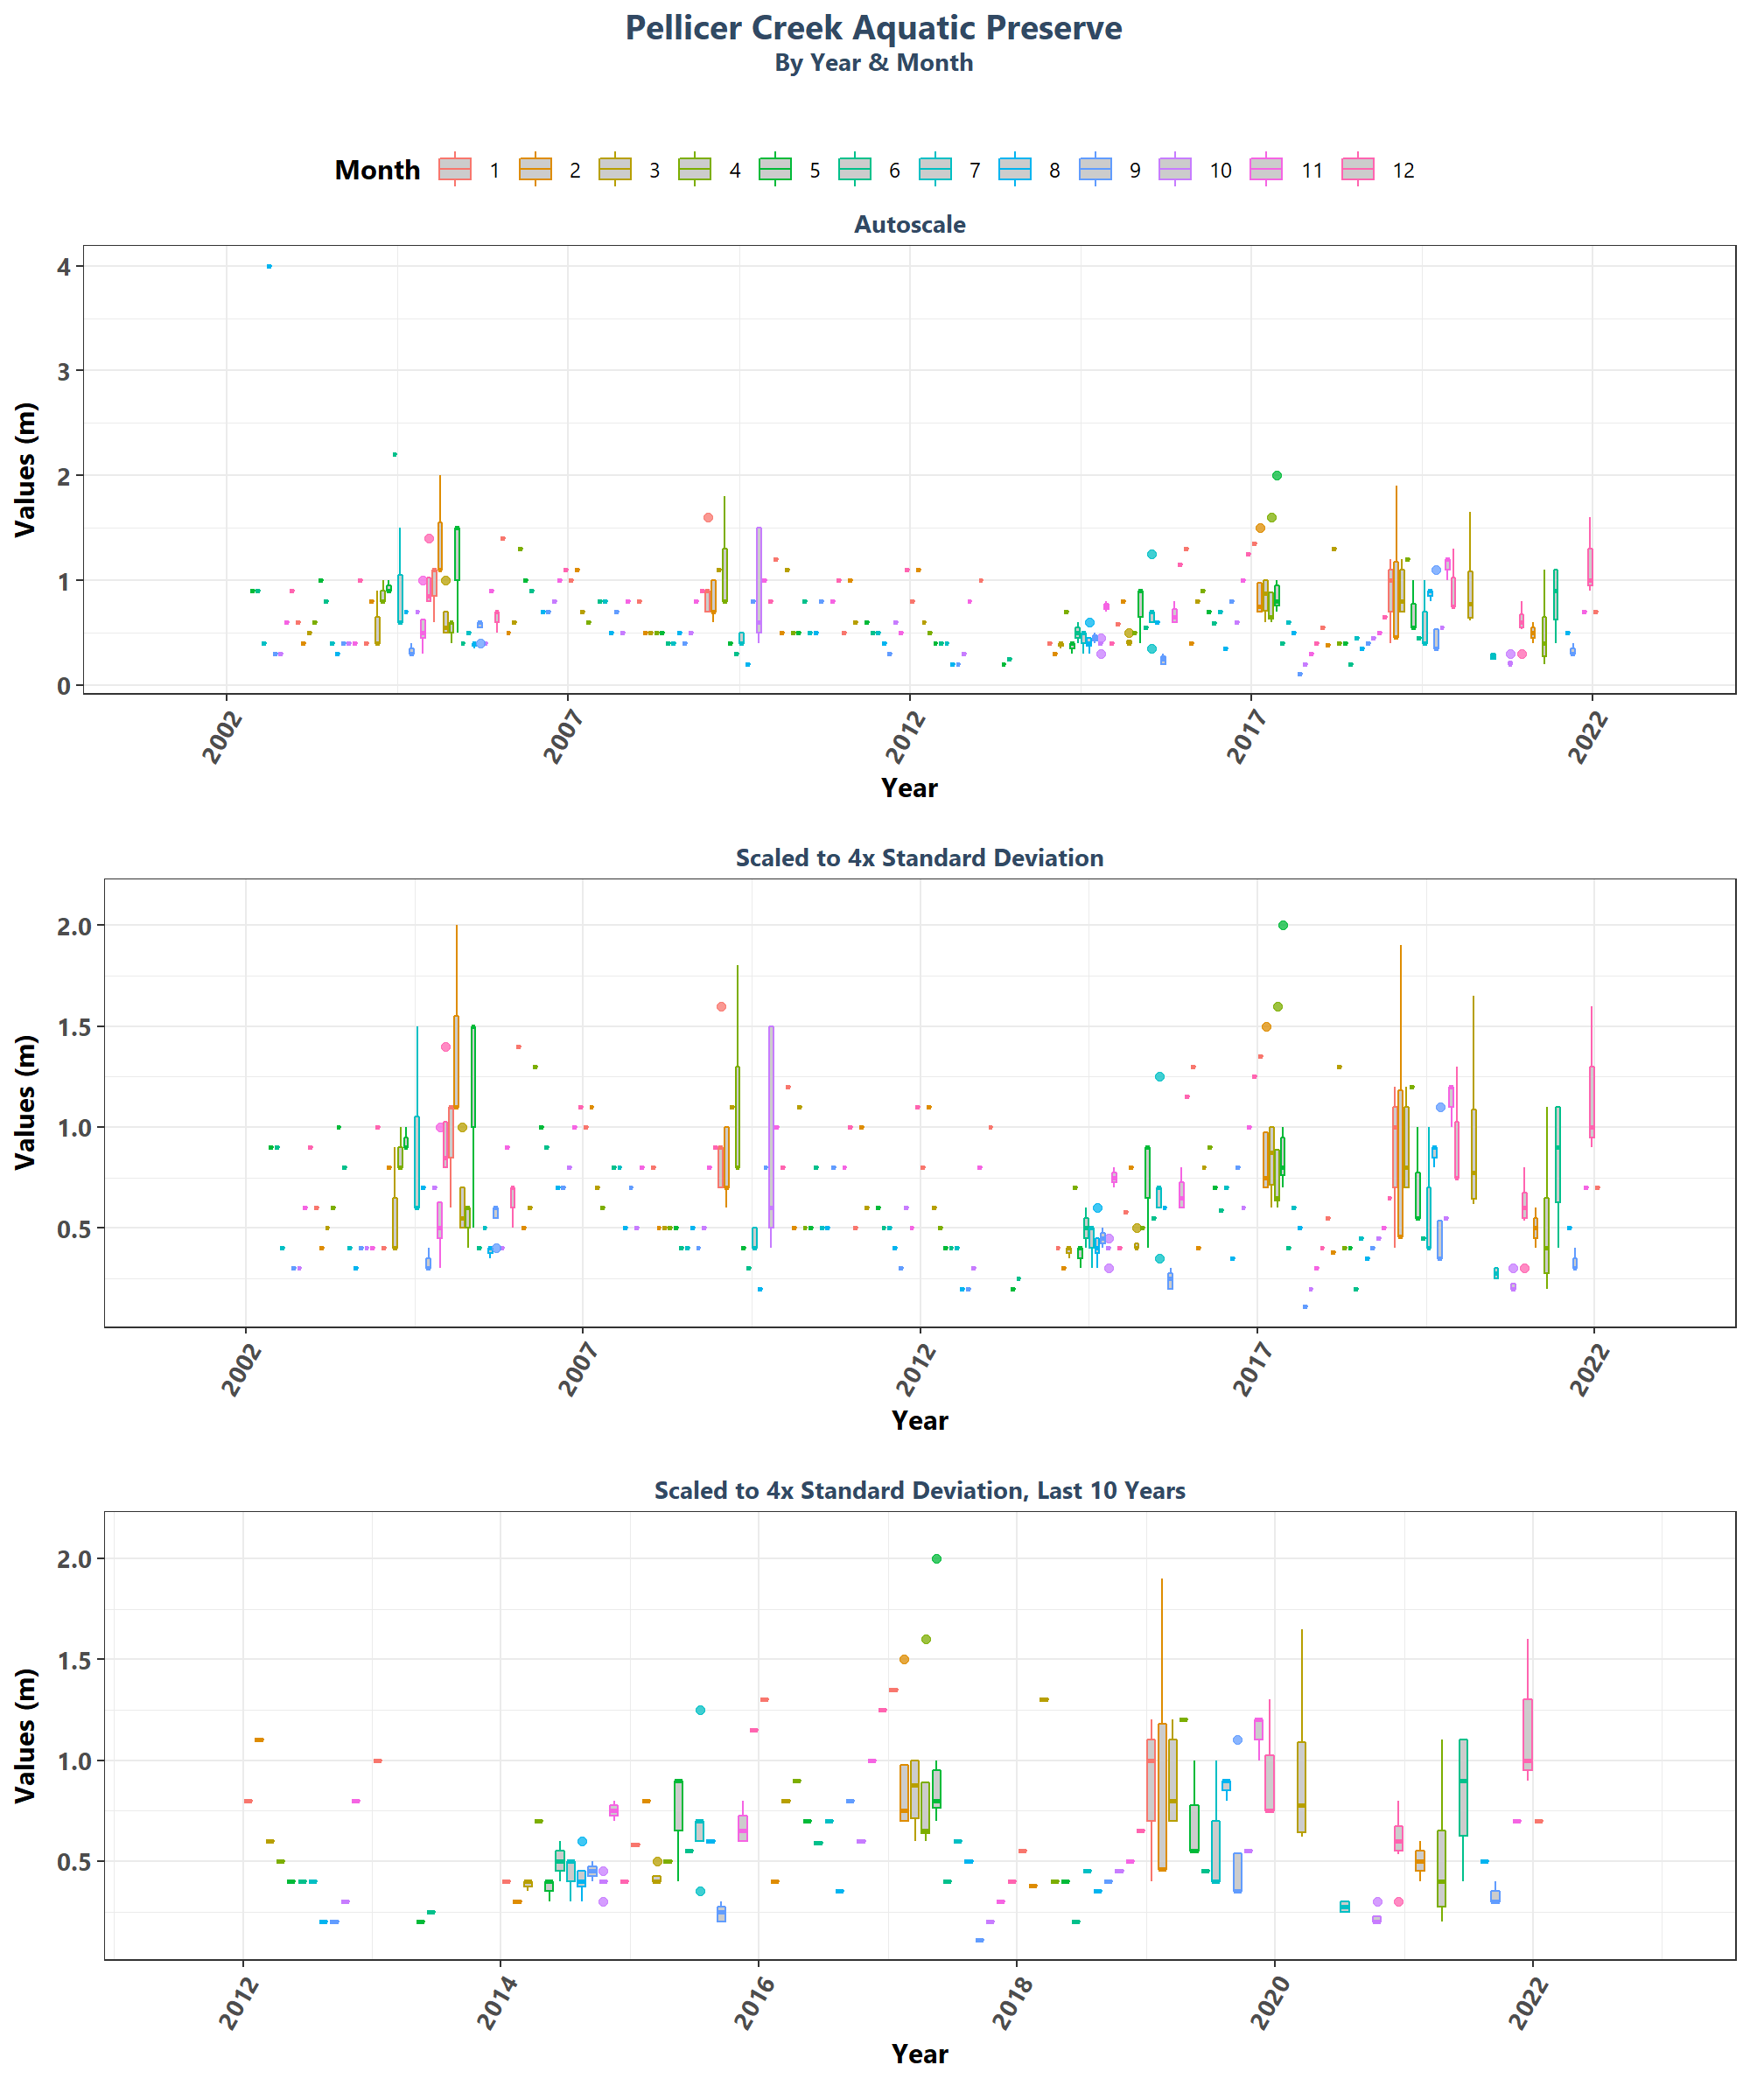 Pellicer Creek Aquatic Preserve
By Year & Month
Month 1 2 3 4 5 6 7 8 9 10 11 12
Autoscale
Values (m)
4
3
2
1
0
2002 2007 2012 2017 2022
Year
Scaled to 4x Standard Deviation
Values (m)
2.0
1.5
1.0
0.5
2002 2007 2012 2017 2022
Year
Scaled to 4x Standard Deviation, Last 10 Years
Values (m)
2.0
1.5
1.0
0.5
2012 2014 2016 2018 2020 2022
Year